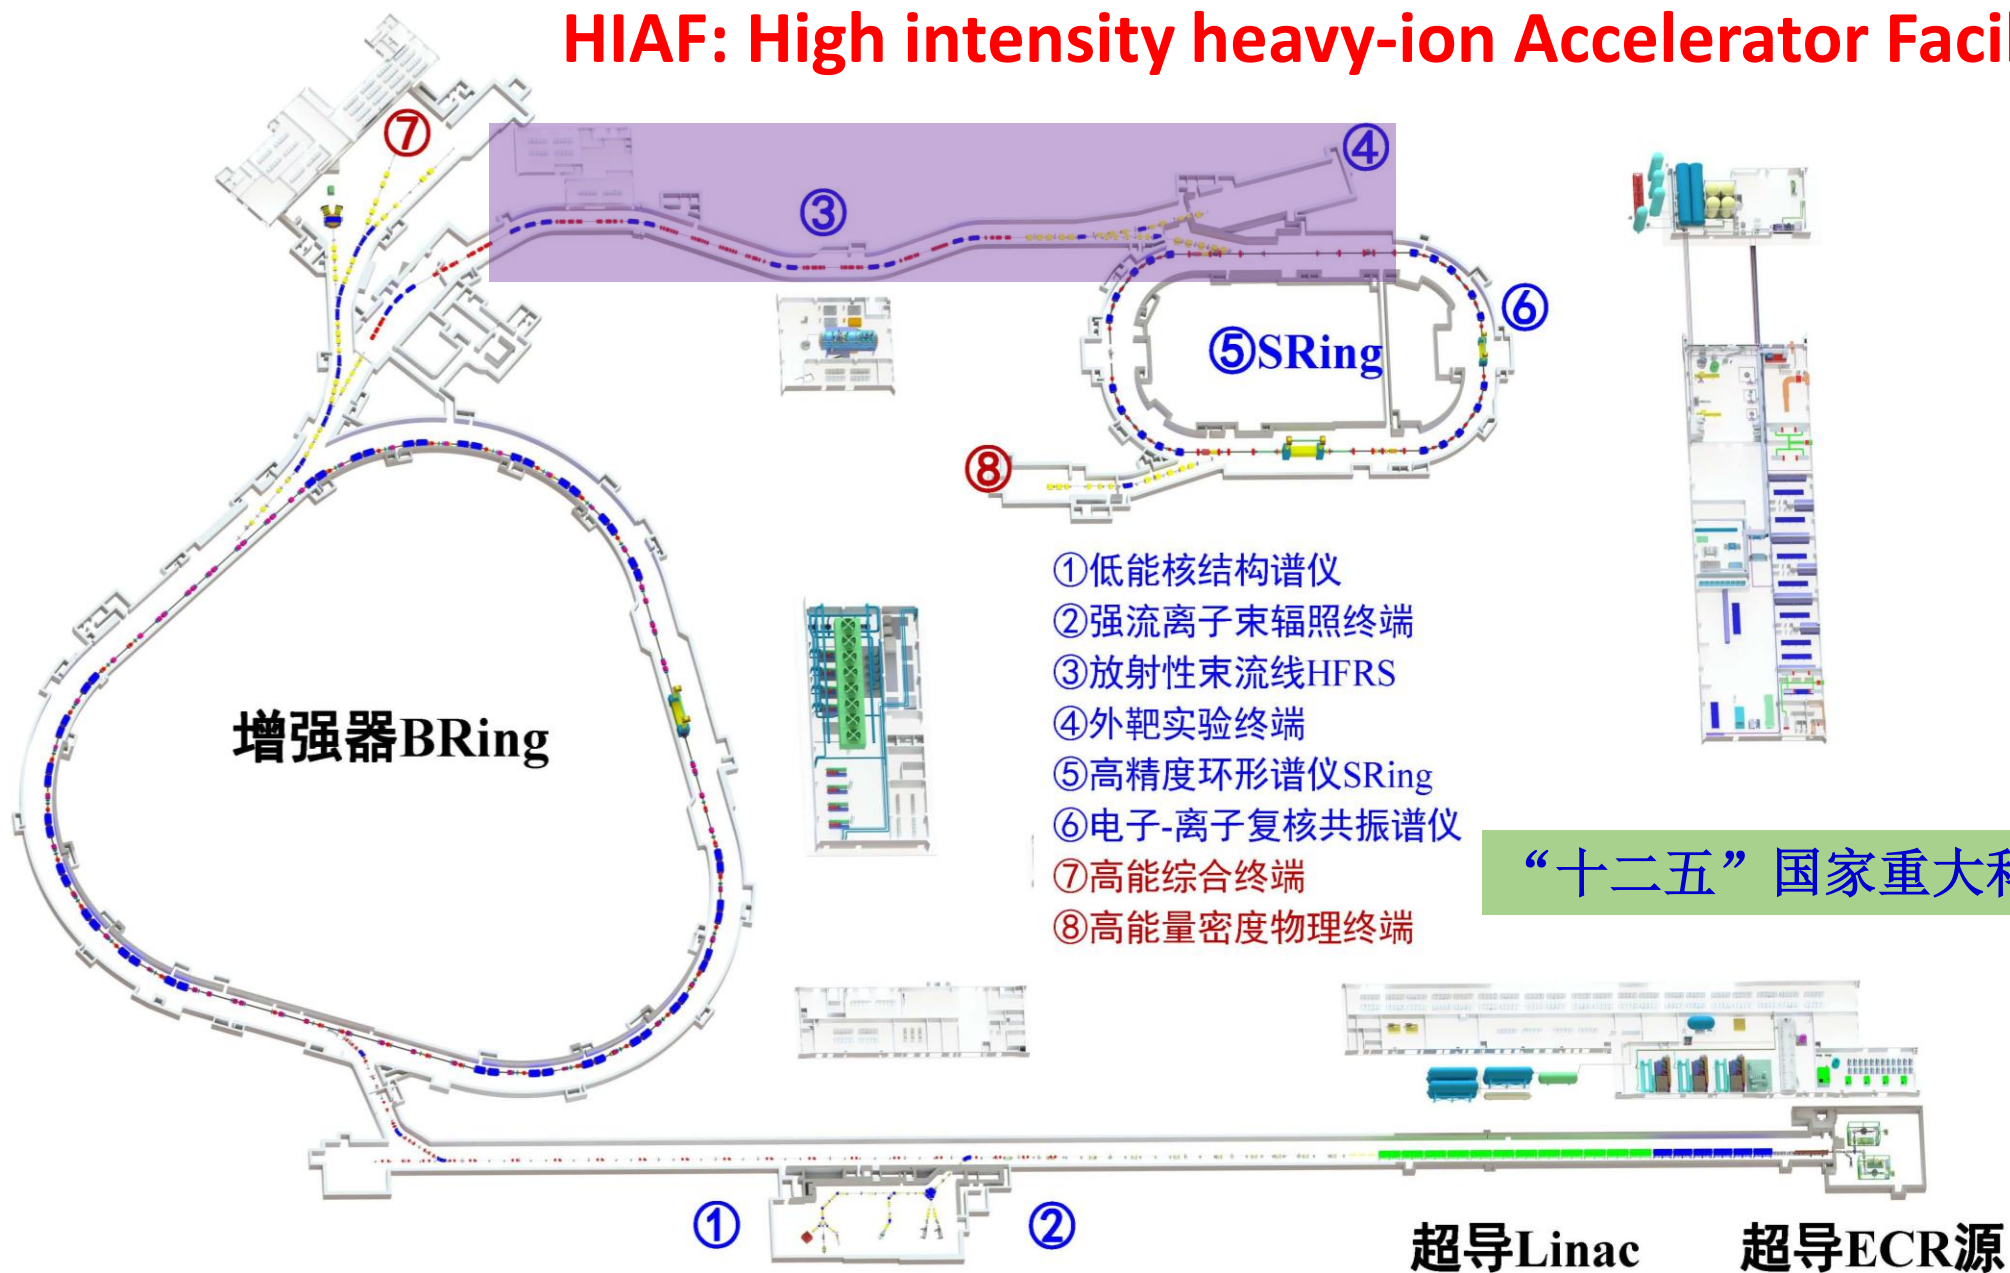 HIAF: High intensity heavy-ion Accelerator Facil
⑦
④
③
⑥
⑤SRing
⑧
①低能核结构谱仪
②强流离子束辐照终端
③放射性束流线HFRS
④外靶实验终端
⑤高精度环形谱仪SRing
⑥电子-离子复核共振谱仪
⑦高能综合终端
⑧高能量密度物理终端
增强器BRing
“十二五”国家重大科
①
②
超导Linac
超导ECR源